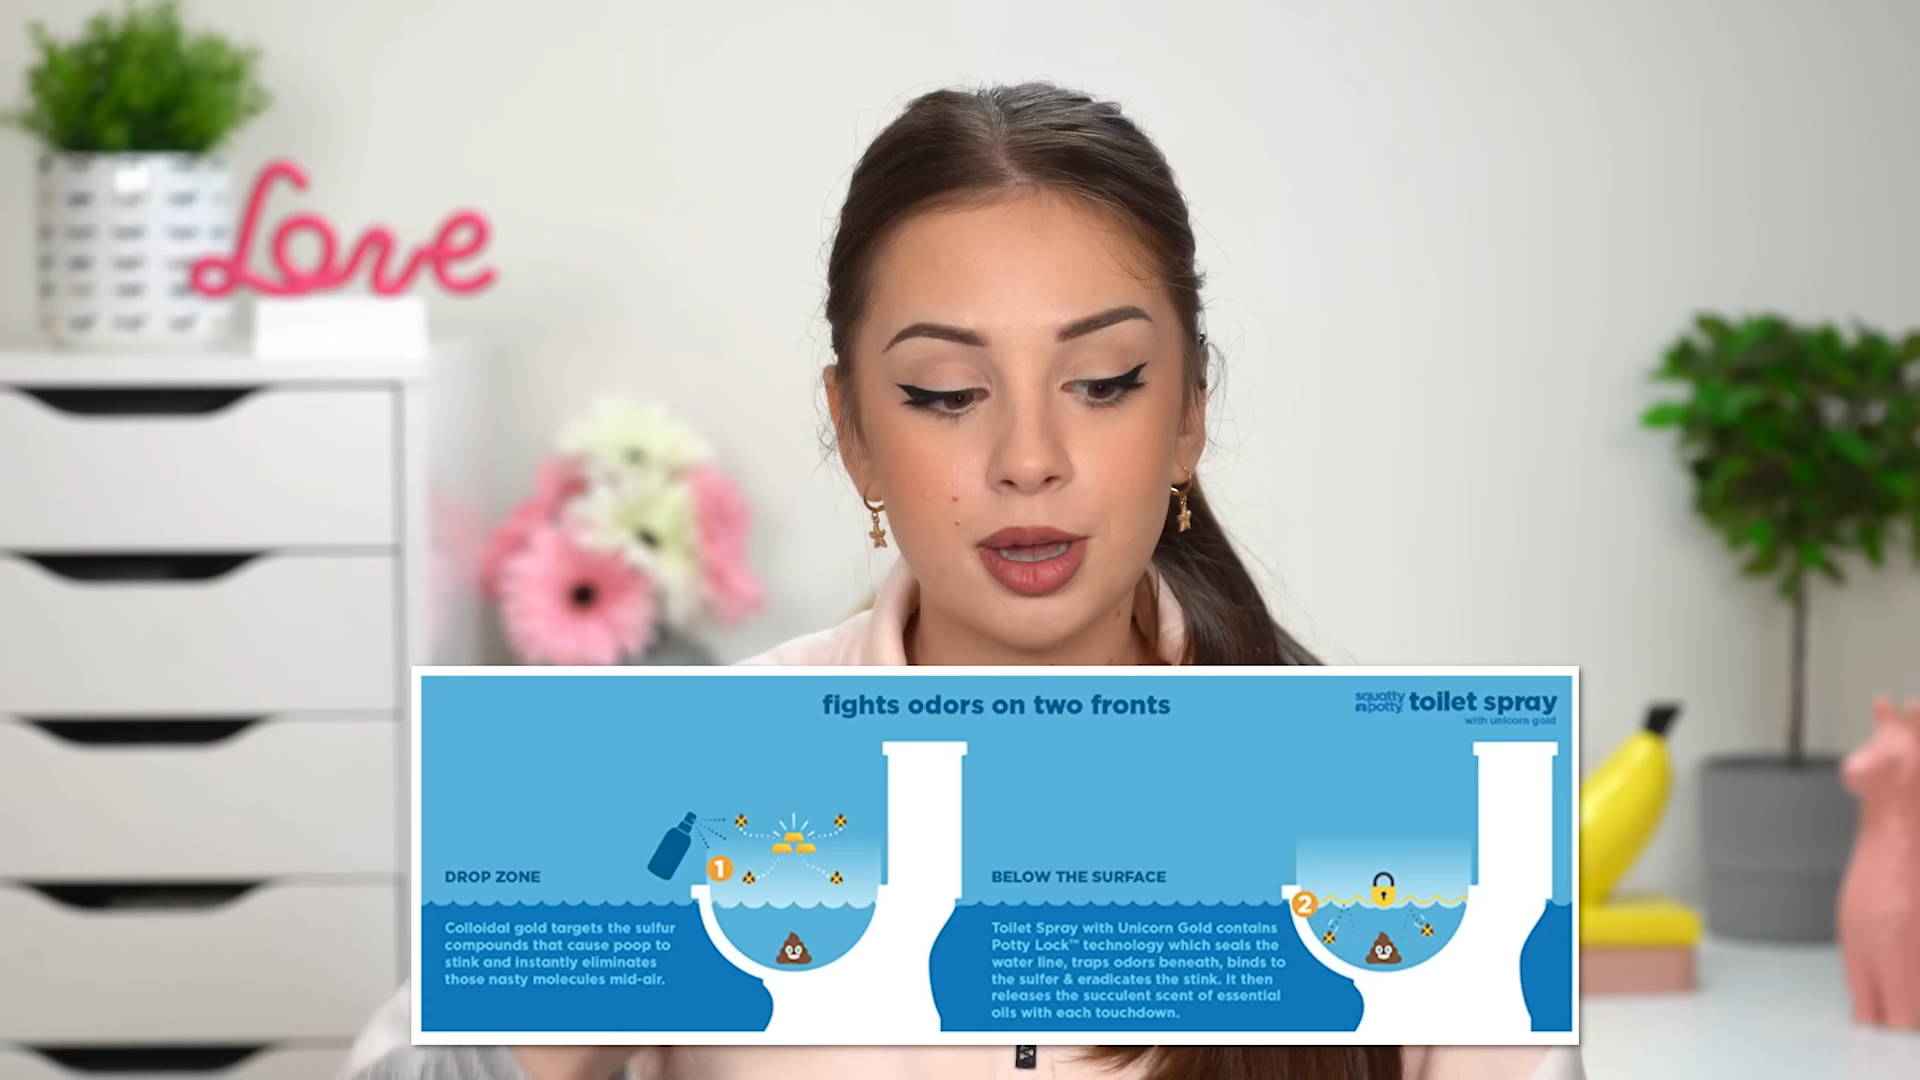 Love
fights odors on two fronts
squatty
potty
toilet spray
with unicorn gold
1
DROP ZONE
Colloidal gold targets the sulfur
compounds that cause poop to
stink and instantly eliminates
those nasty molecules mid-air.
2
BELOW THE SURFACE
Toilet Spray with Unicorn Gold contains
Potty Lock™ technology which seals the
water line, traps odors beneath, binds to
the sulfer & eradicates the stink. It then
releases the succulent scent of essential
oils with each touchdown.